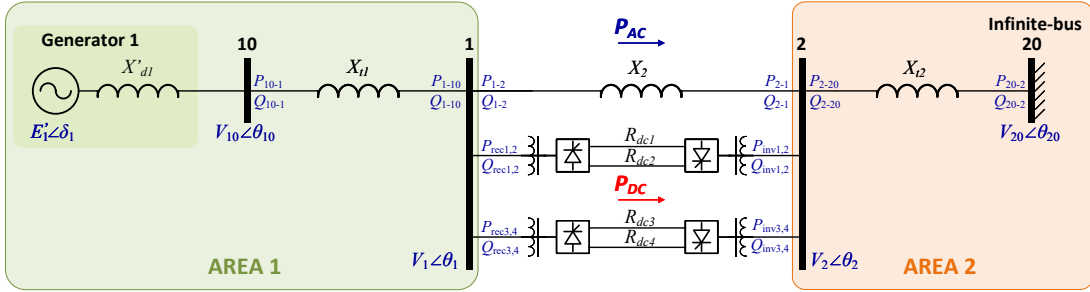 Generator 1
X'd1
E'1∠δ1
10
P10-1
Q10-1
V10∠θ10
Xt1
1
P1-10
Q1-10
P1-2
Q1-2
PAC
X2
2
P2-1
Q2-1
P2-20
Q2-20
Xt2
Infinite-bus
20
P20-2
Q20-2
V20∠θ20
Prec1,2
Qrec1,2
Rdc1
Rdc2
Pinv1,2
Qinv1,2
PDC
Prec3,4
Qrec3,4
Rdc3
Rdc4
Pinv3,4
Qinv3,4
V1∠θ1
V2∠θ2
AREA 1
AREA 2